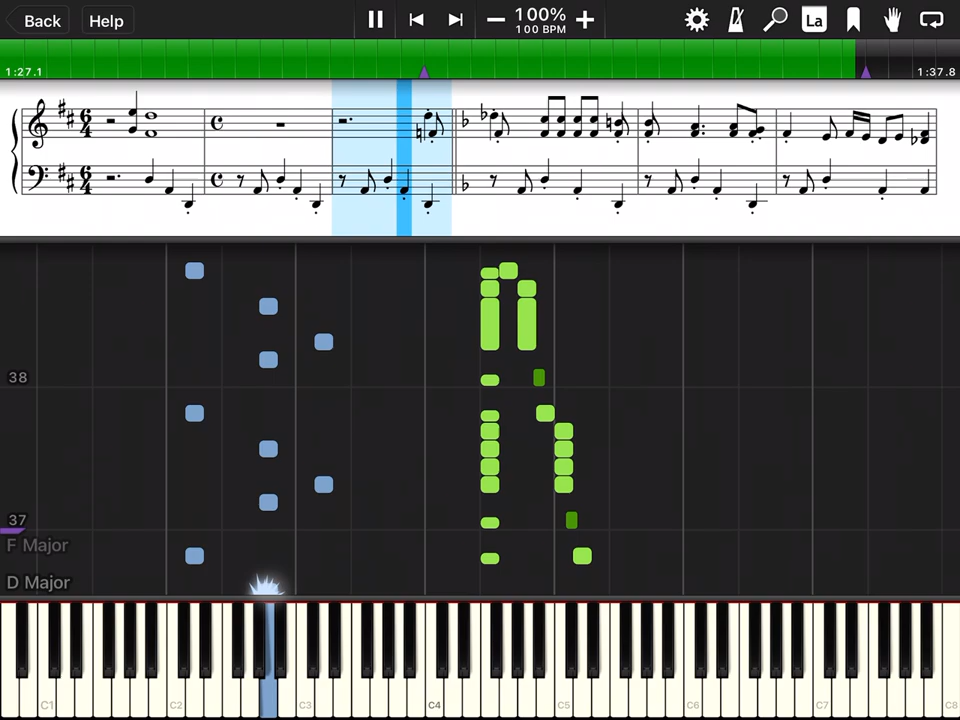 Back
Help
100%
100 BPM
La
1:27.1
1:37.8
38
37
F Major
D Major
C1
C2
C3
C4
C5
C6
C7
C8